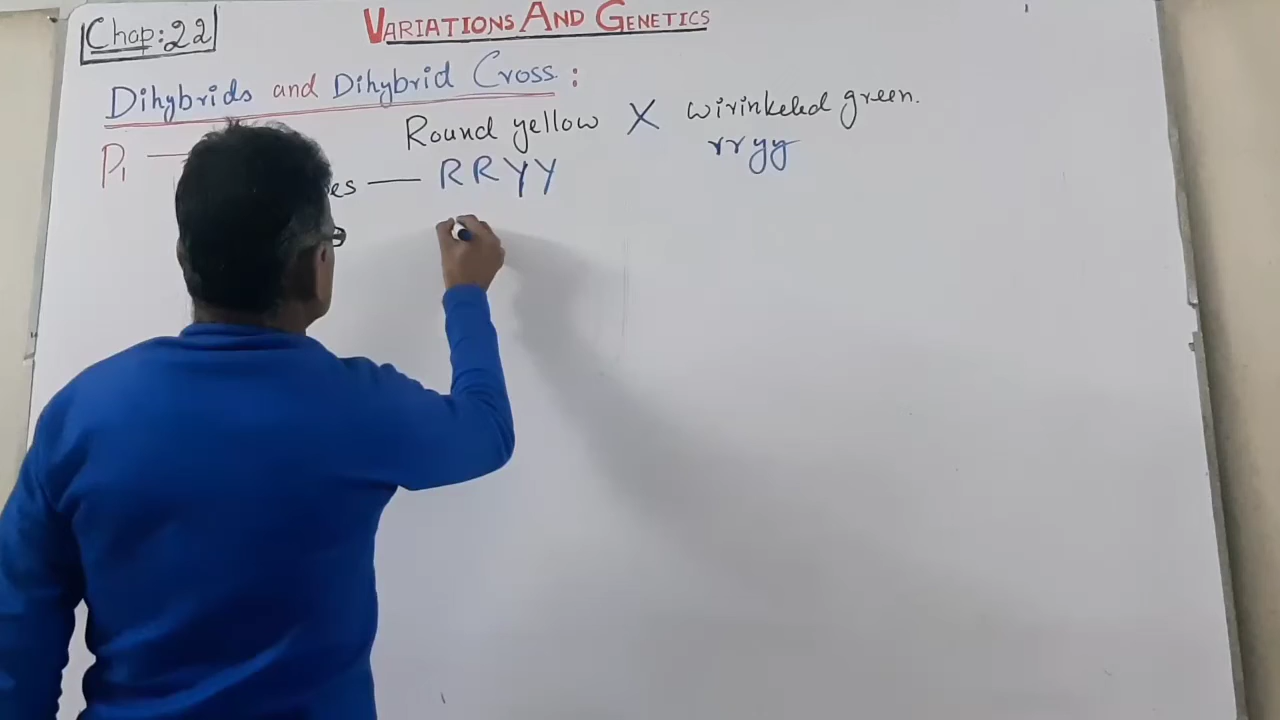 Chap: 22
VARIATIONS AND GENETICS
Dihybrids and Dihybrid Cross:
Round yellow X wirinkeled green.
P1 —
es — RRYY rryy